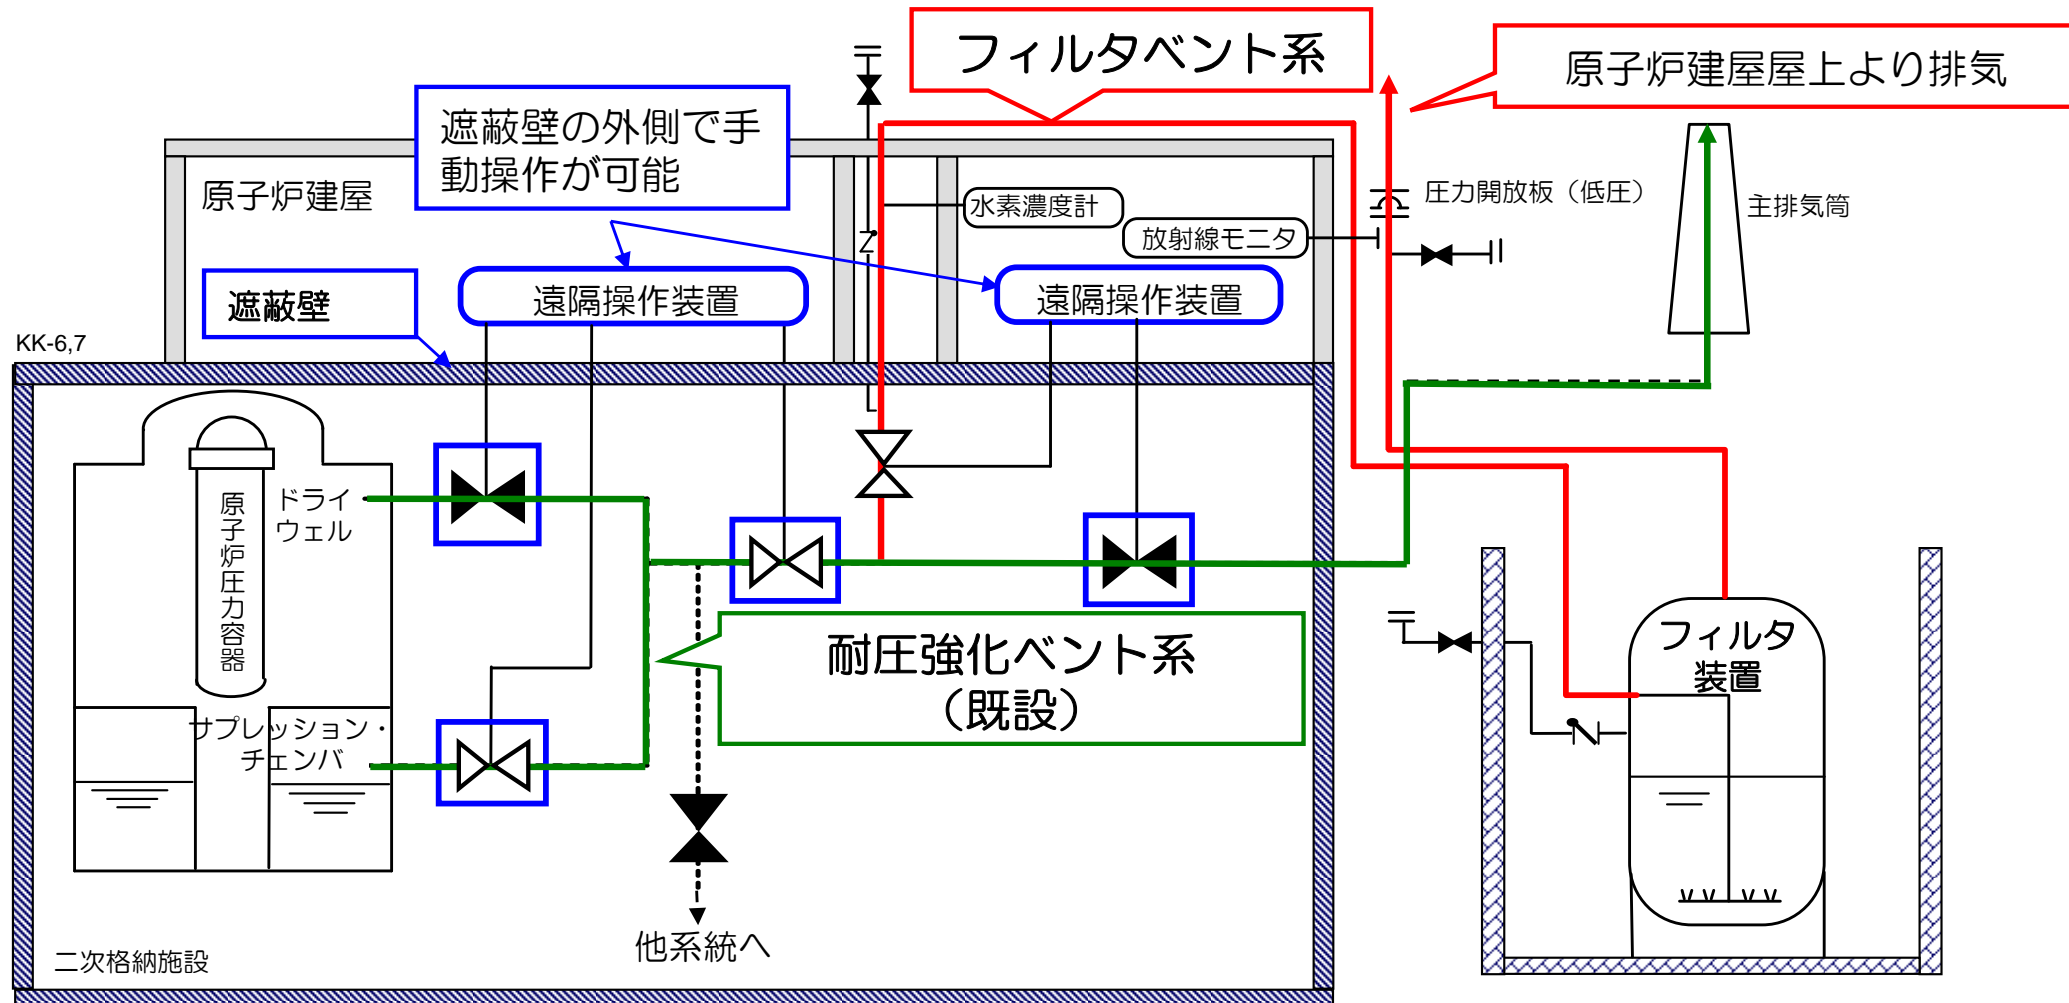 フィルタベント系
原子炉建屋屋上より排気
遮蔽壁の外側で手
動操作が可能
原子炉建屋
水素濃度計
圧力開放板（低圧）
主排気筒
放射線モニタ
遮蔽壁
遠隔操作装置
遠隔操作装置
KK-6,7
原子炉圧力容器
ドライ
ウェル
サプレッション・
チェンバ
耐圧強化ベント系
（既設）
フィルタ
装置
他系統へ
二次格納施設